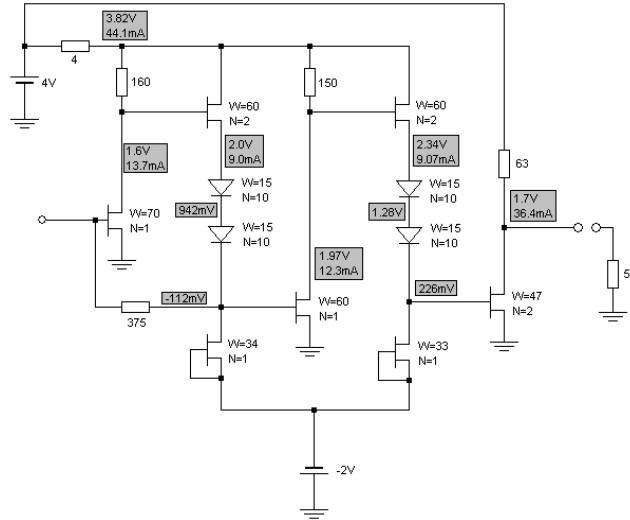 3.82V
44.1mA
4
4V
160
150
W=60
N=2
W=60
N=2
1.6V
13.7mA
2.0V
9.0mA
2.34V
9.07mA
63
W=15
N=10
W=15
N=10
W=70
N=1
942mV
1.28V
1.7V
36.4mA
W=15
N=10
W=15
N=10
1.97V
12.3mA
5
-112mV
226mV
375
W=60
N=1
W=47
N=2
W=34
N=1
W=33
N=1
-2V